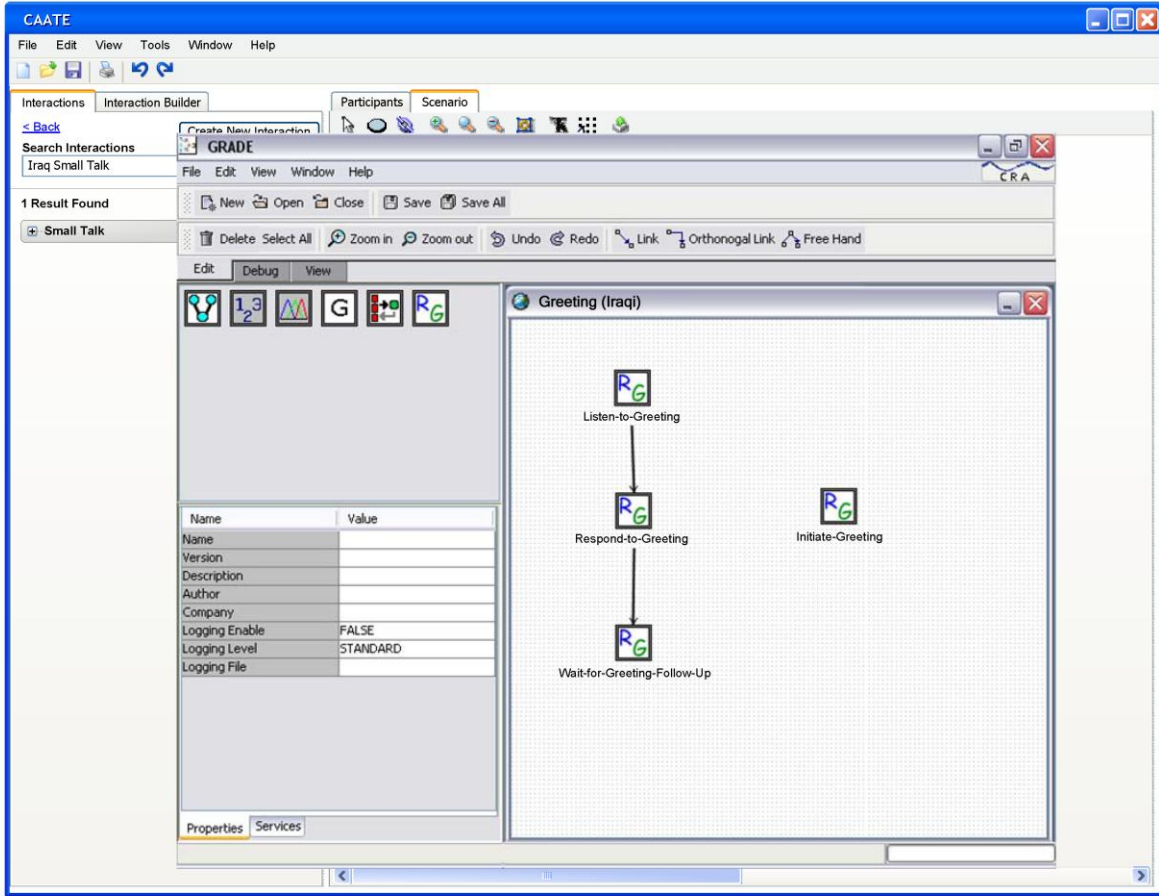 CAATE
File Edit View Tools Window Help
Interactions Interaction Builder Participants Scenario
< Back Create New Interaction
Search Interactions
Iraq Small Talk
1 Result Found
Small Talk
GRADE
File Edit View Window Help
CRA
New Open Close Save Save All
Delete Select All Zoom in Zoom out Undo Redo Link Orthonogal Link Free Hand
Edit Debug View
1 2 3 G R G
Greeting (Iraqi)
R G
Listen-to-Greeting
R G
Respond-to-Greeting
R G
Initiate-Greeting
R G
Wait-for-Greeting-Follow-Up
Name Value
Name
Version
Description
Author
Company
Logging Enable FALSE
Logging Level STANDARD
Logging File
Properties Services